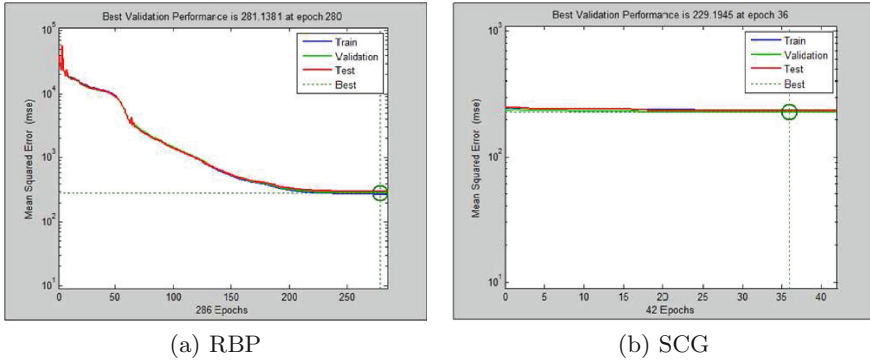 Best Validation Performance is 281.1381 at epoch 280
Mean Squared Error (mse)
10^5
10^4
10^3
10^2
10^1
Train
Validation
Test
Best
0 50 100 150 200 250
286 Epochs
(a) RBP
Best Validation Performance is 229.1945 at epoch 36
Mean Squared Error (mse)
10^3
10^2
10^1
Train
Validation
Test
Best
0 5 10 15 20 25 30 35 40
42 Epochs
(b) SCG